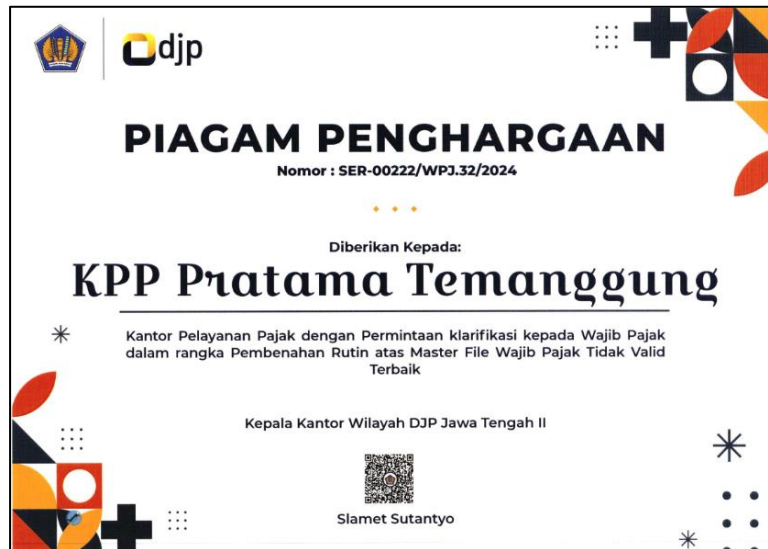 djp
PIAGAM PENGHARGAAN
Nomor : SER-00222/WPJ.32/2024
Diberikan Kepada:
KPP Pratama Temanggung
Kantor Pelayanan Pajak dengan Permintaan klarifikasi kepada Wajib Pajak
dalam rangka Pembenahan Rutin atas Master File Wajib Pajak Tidak Valid
Terbaik
Kepala Kantor Wilayah DJP Jawa Tengah II
Slamet Sutantyo